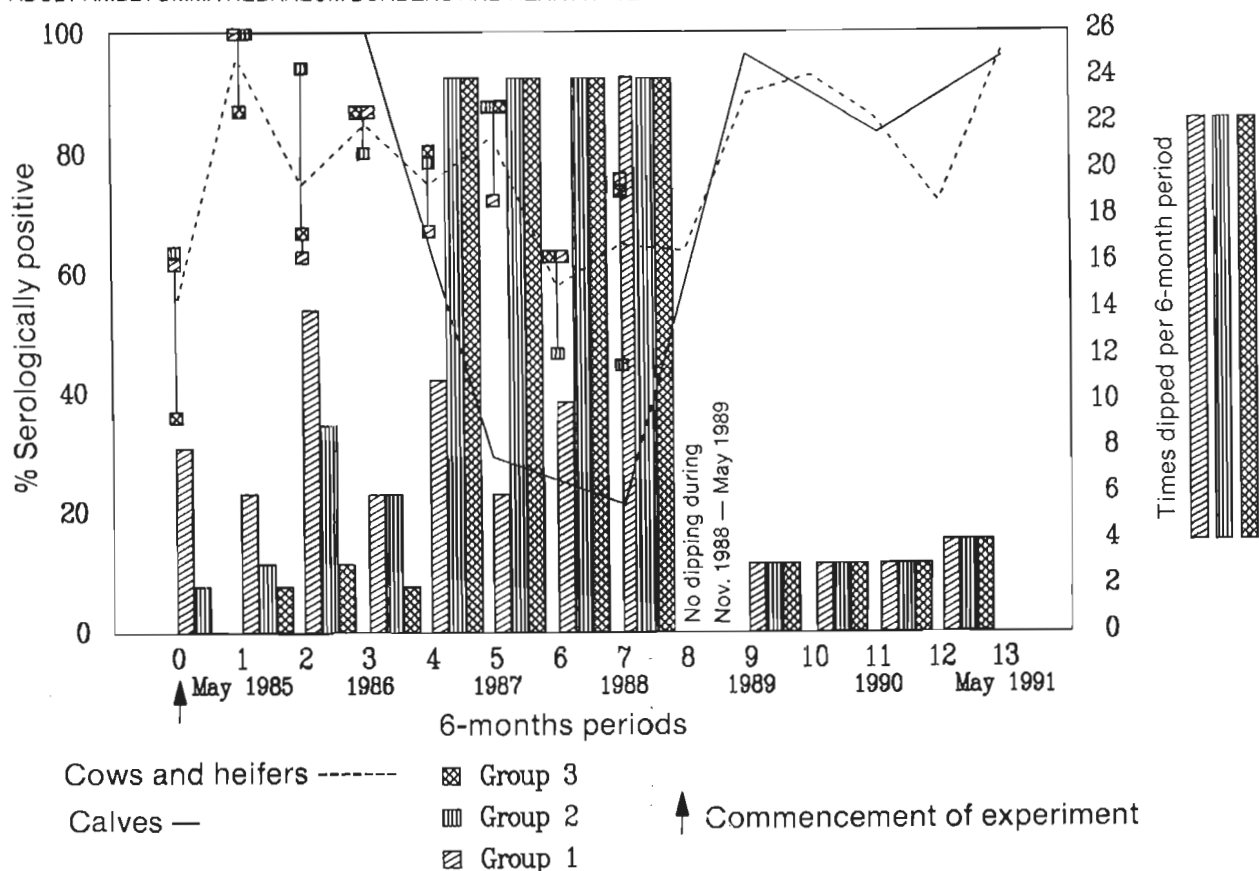 % Serologically positive
100
80
60
40
20
0
26
24
22
20
18
16
14
12
10
8
6
4
2
0
Times dipped per 6-month period
No dipping during
Nov. 1988 — May 1989
0 1 2 3 4 5 6 7 8 9 10 11 12 13
May 1985 1986 1987 1988 1989 1990 May 1991
6-months periods
Cows and heifers ------ Group 3
Calves — Group 2
Group 1
Commencement of experiment